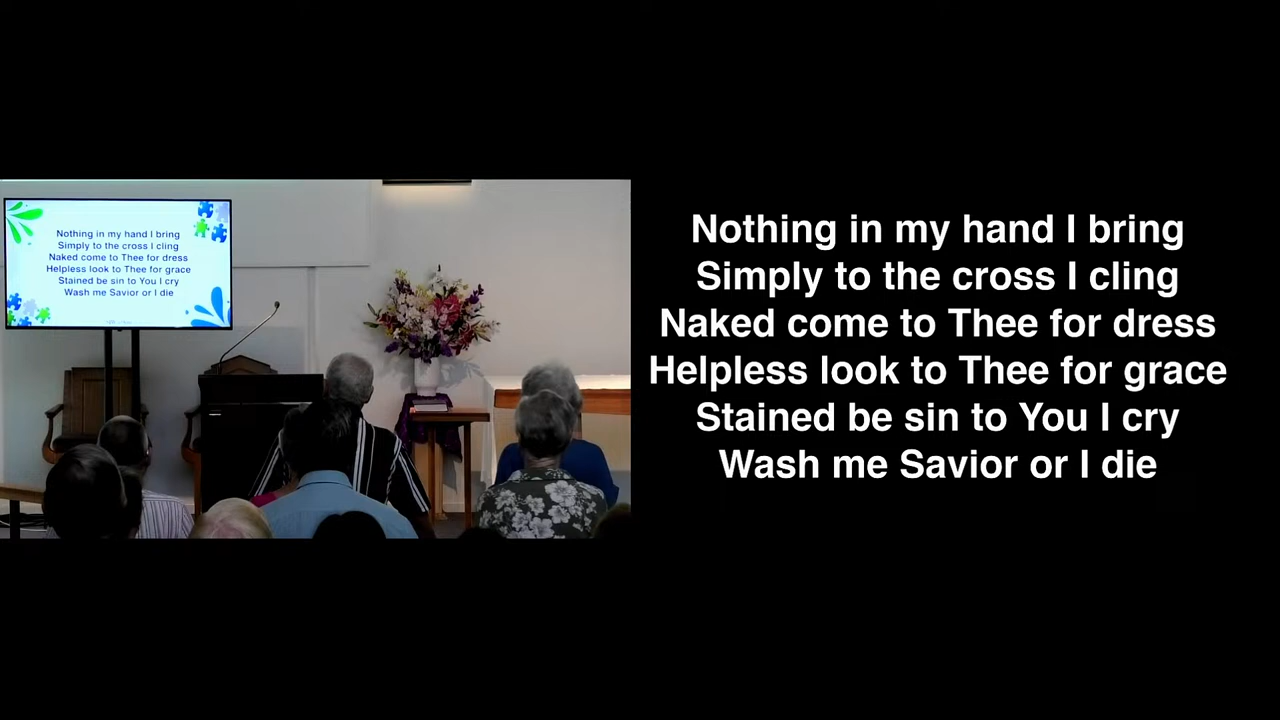 Nothing in my hand I bring
Simply to the cross I cling
Naked come to Thee for dress
Helpless look to Thee for grace
Stained be sin to You I cry
Wash me Savior or I die
Nothing in my hand I bring
Simply to the cross I cling
Naked come to Thee for dress
Helpless look to Thee for grace
Stained be sin to You I cry
Wash me Savior or I die